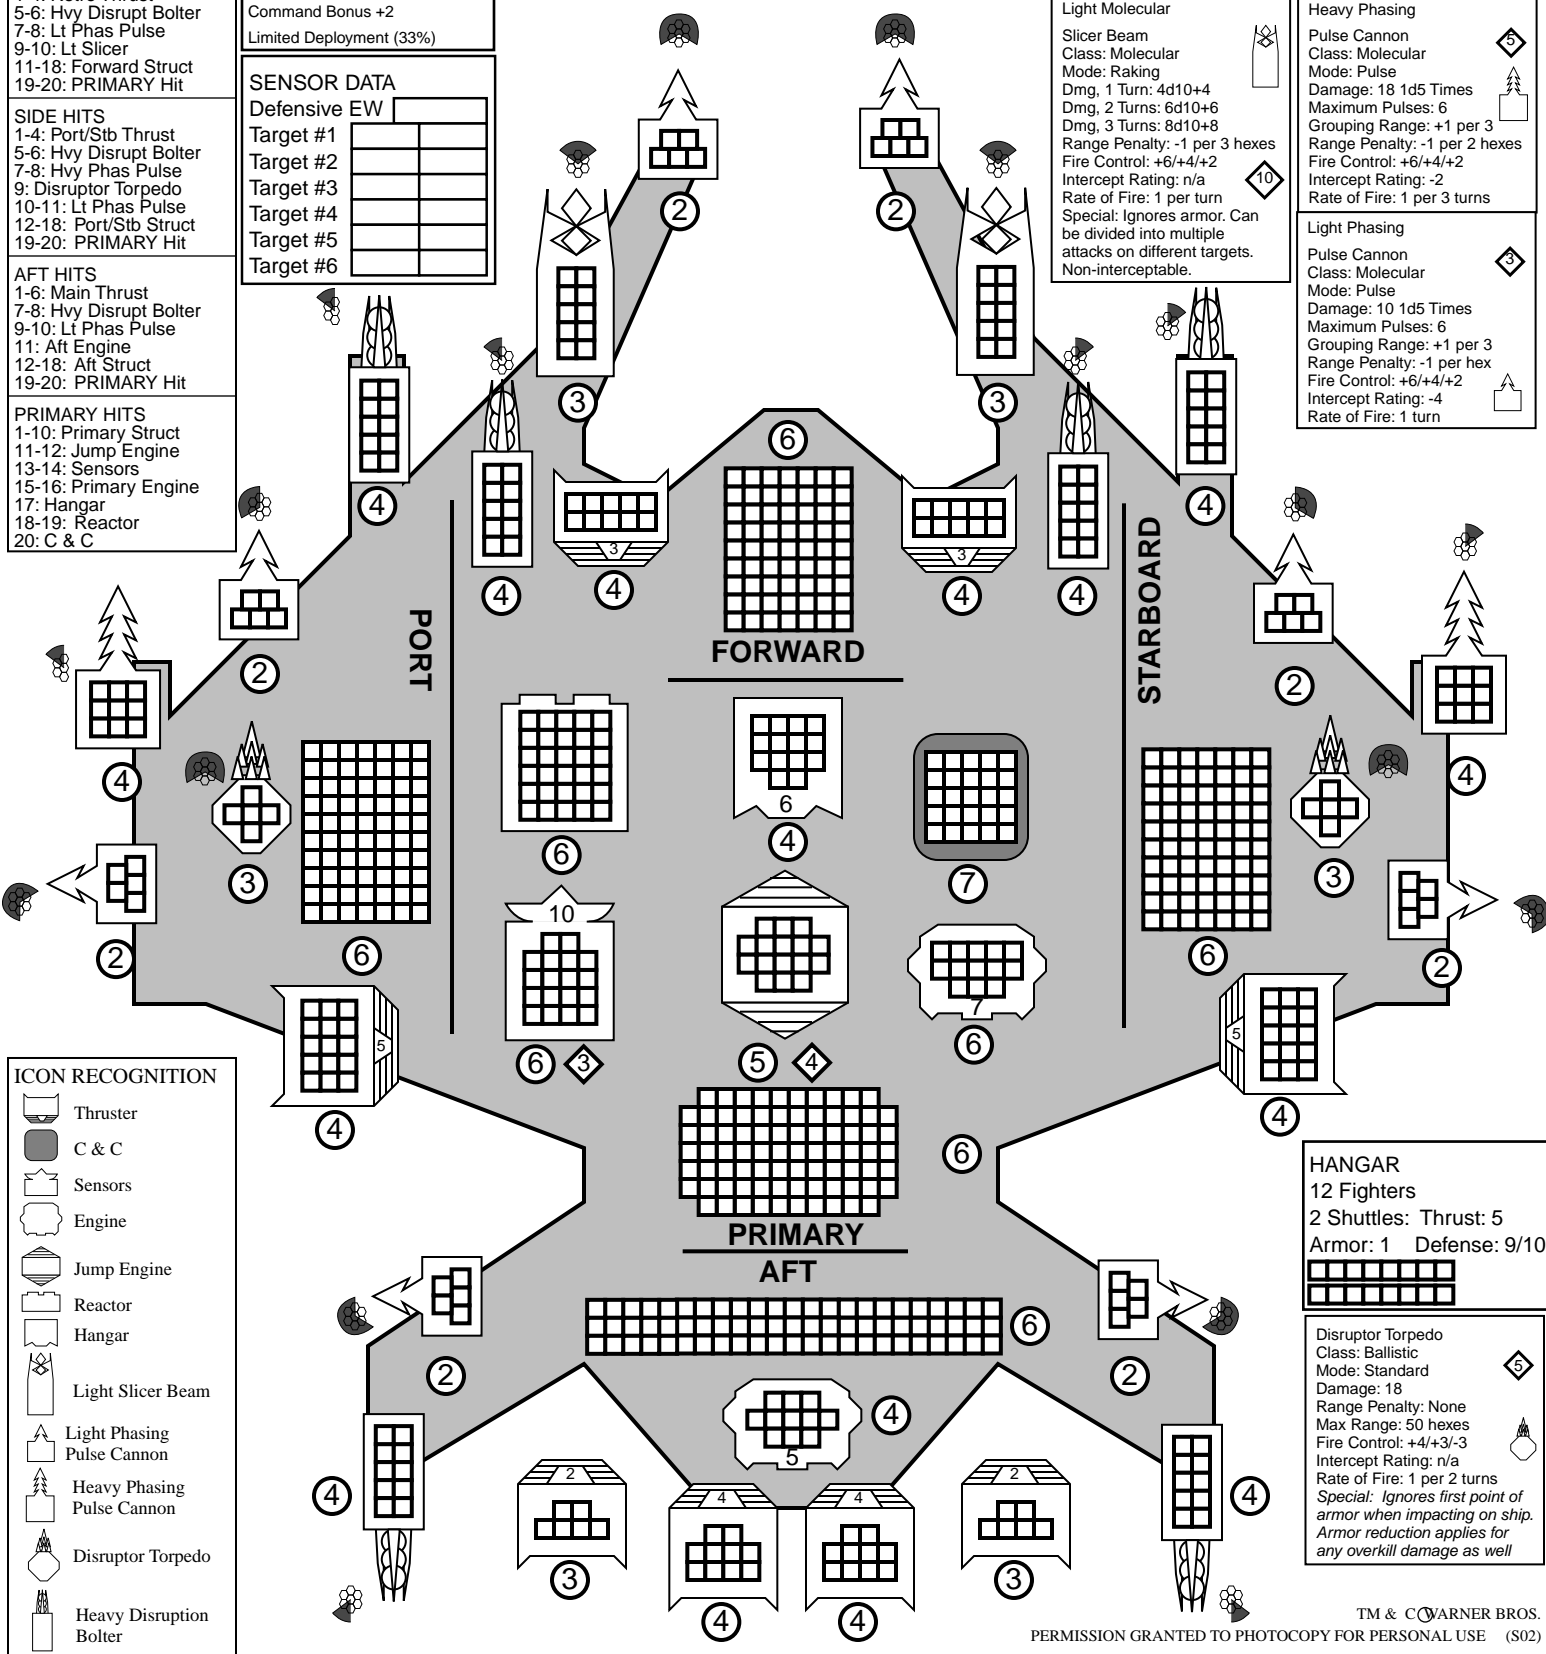 5-6: Hvy Disrupt Bolter
7-8: Lt Phas Pulse
9-10: Lt Slicer
11-18: Forward Struct
19-20: PRIMARY Hit
SIDE HITS
1-4: Port/Stb Thrust
5-6: Hvy Disrupt Bolter
7-8: Hvy Phas Pulse
9: Disruptor Torpedo
10-11: Lt Phas Pulse
12-18: Port/Stb Struct
19-20: PRIMARY Hit
AFT HITS
1-6: Main Thrust
7-8: Hvy Disrupt Bolter
9-10: Lt Phas Pulse
11: Aft Engine
12-18: Aft Struct
19-20: PRIMARY Hit
PRIMARY HITS
1-10: Primary Struct
11-12: Jump Engine
13-14: Sensors
15-16: Primary Engine
17: Hangar
18-19: Reactor
20: C & C
Command Bonus +2
Limited Deployment (33%)
SENSOR DATA
Defensive EW
Target #1
Target #2
Target #3
Target #4
Target #5
Target #6
Light Molecular
Slicer Beam
Class: Molecular
Mode: Raking
Dmg, 1 Turn: 4d10+4
Dmg, 2 Turns: 6d10+6
Dmg, 3 Turns: 8d10+8
Range Penalty: -1 per 3 hexes
Fire Control: +6/+4/+2
Intercept Rating: n/a
Rate of Fire: 1 per turn
Special: Ignores armor. Can
be divided into multiple
attacks on different targets.
Non-interceptable.
10
Heavy Phasing
Pulse Cannon
Class: Molecular
Mode: Pulse
Damage: 18 1d5 Times
Maximum Pulses: 6
Grouping Range: +1 per 3
Range Penalty: -1 per 2 hexes
Fire Control: +6/+4/+2
Intercept Rating: -2
Rate of Fire: 1 per 3 turns
5
Light Phasing
Pulse Cannon
Class: Molecular
Mode: Pulse
Damage: 10 1d5 Times
Maximum Pulses: 6
Grouping Range: +1 per 3
Range Penalty: -1 per hex
Fire Control: +6/+4/+2
Intercept Rating: -4
Rate of Fire: 1 turn
3
2
2
3
3
6
4
4
3
3
4
4
4
4
PORT
FORWARD
STARBOARD
2
2
4
4
6
6
4
7
3
3
10
7
6
6
6
2
2
6
3
5
4
5
5
4
4
6
PRIMARY
AFT
6
2
2
4
5
4
4
2
4
4
2
3
3
4
4
ICON RECOGNITION
Thruster
C & C
Sensors
Engine
Jump Engine
Reactor
Hangar
Light Slicer Beam
Light Phasing
Pulse Cannon
Heavy Phasing
Pulse Cannon
Disruptor Torpedo
Heavy Disruption
Bolter
HANGAR
12 Fighters
2 Shuttles: Thrust: 5
Armor: 1 Defense: 9/10
Disruptor Torpedo
Class: Ballistic
Mode: Standard
Damage: 18
Range Penalty: None
Max Range: 50 hexes
Fire Control: +4/+3/-3
Intercept Rating: n/a
Rate of Fire: 1 per 2 turns
Special: Ignores first point of
armor when impacting on ship.
Armor reduction applies for
any overkill damage as well
5
TM & C WARNER BROS.
PERMISSION GRANTED TO PHOTOCOPY FOR PERSONAL USE (S02)